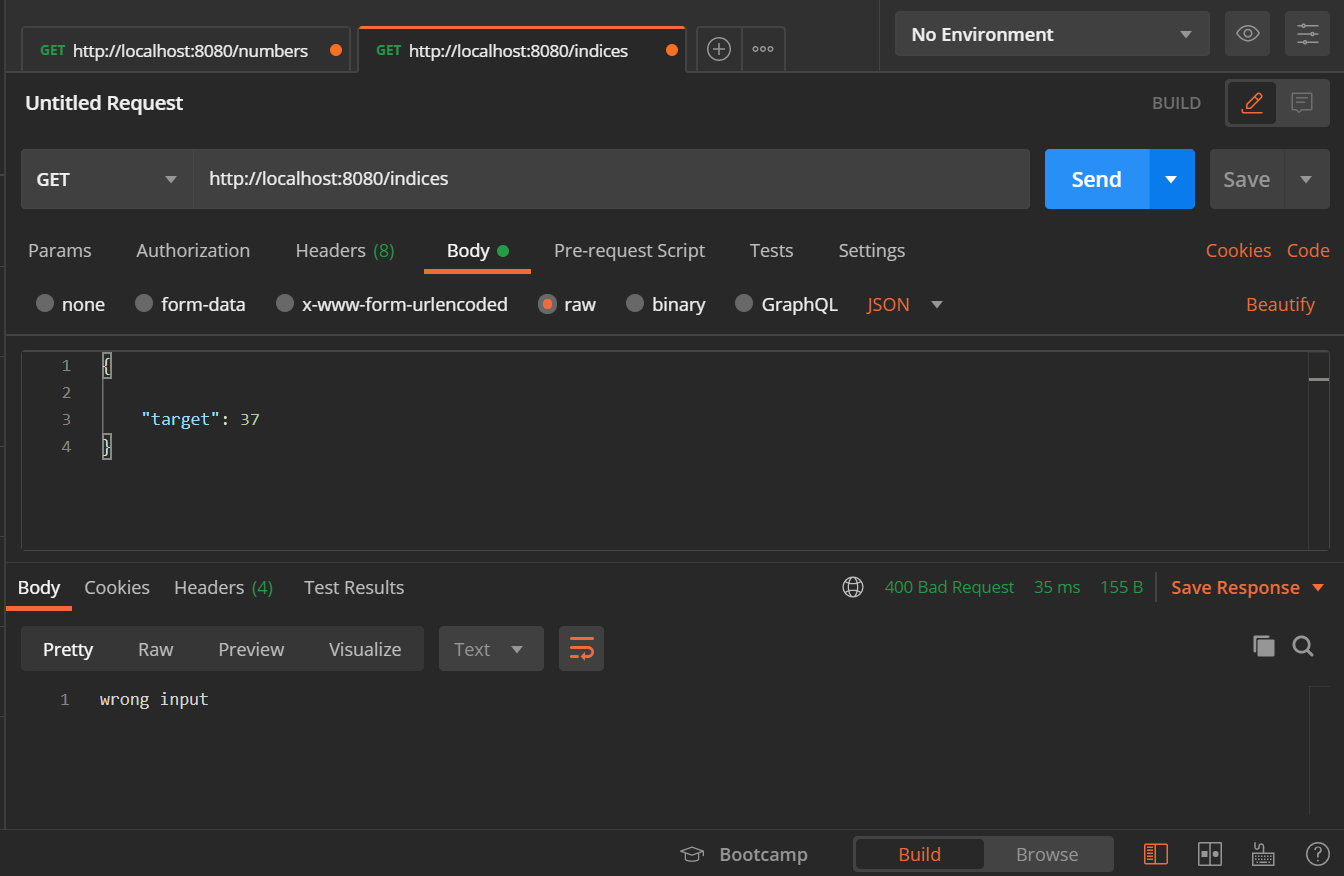 GET http://localhost:8080/numbers
GET http://localhost:8080/indices
No Environment
Untitled Request
BUILD
GET
http://localhost:8080/indices
Send
Save
Params Authorization Headers (8) Body Pre-request Script Tests Settings Cookies Code
none form-data x-www-form-urlencoded raw binary GraphQL JSON Beautify
1 {
2
3 "target": 37
4 }
Body Cookies Headers (4) Test Results 400 Bad Request 35 ms 155 B Save Response
Pretty Raw Preview Visualize Text
1 wrong input
Bootcamp Build Browse